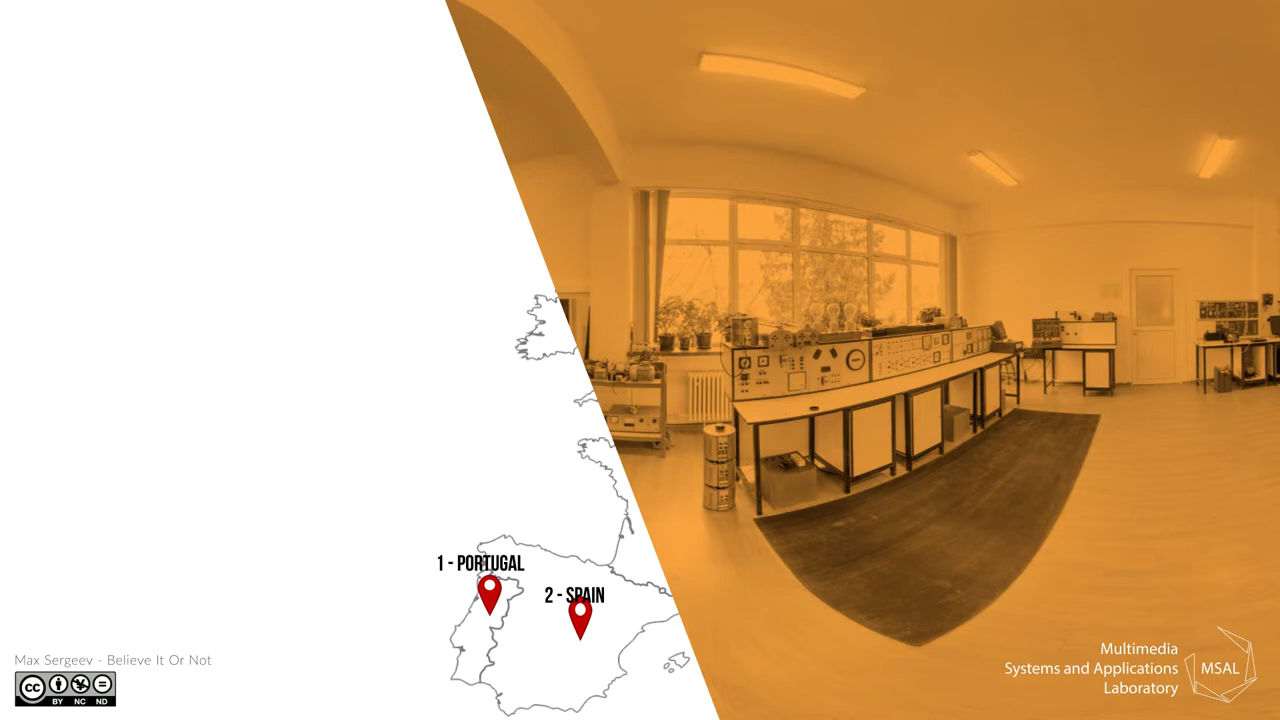 1 - PORTUGAL
2 - SPAIN
Max Sergeev - Believe It Or Not
cc
BY NC ND
Multimedia
Systems and Applications
Laboratory
MSAL